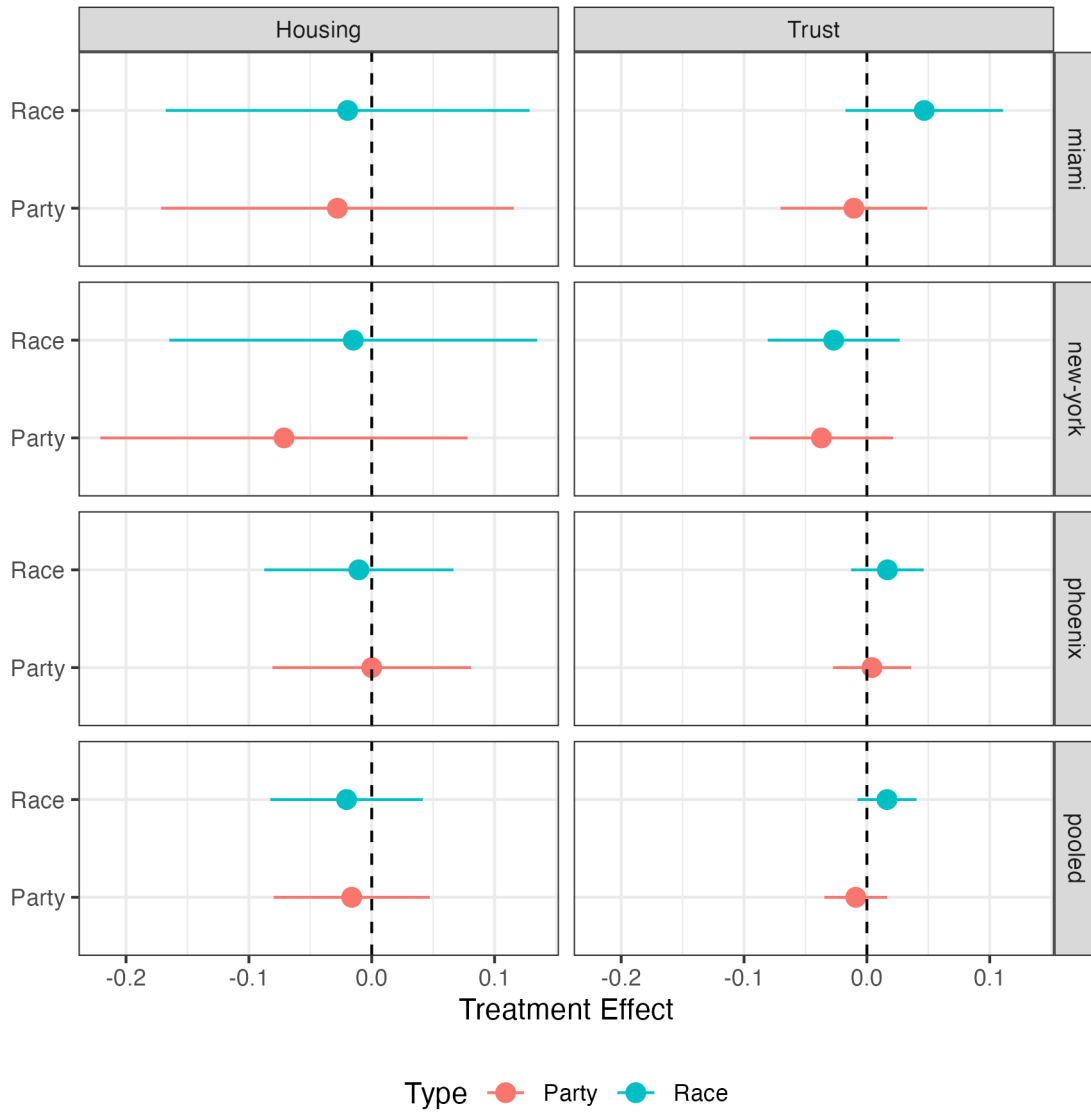 Housing Trust
Race
Party
miami
Race
Party
new-york
Race
Party
phoenix
Race
Party
pooled
-0.2 -0.1 0.0 0.1 -0.2 -0.1 0.0 0.1
Treatment Effect
Type Party Race